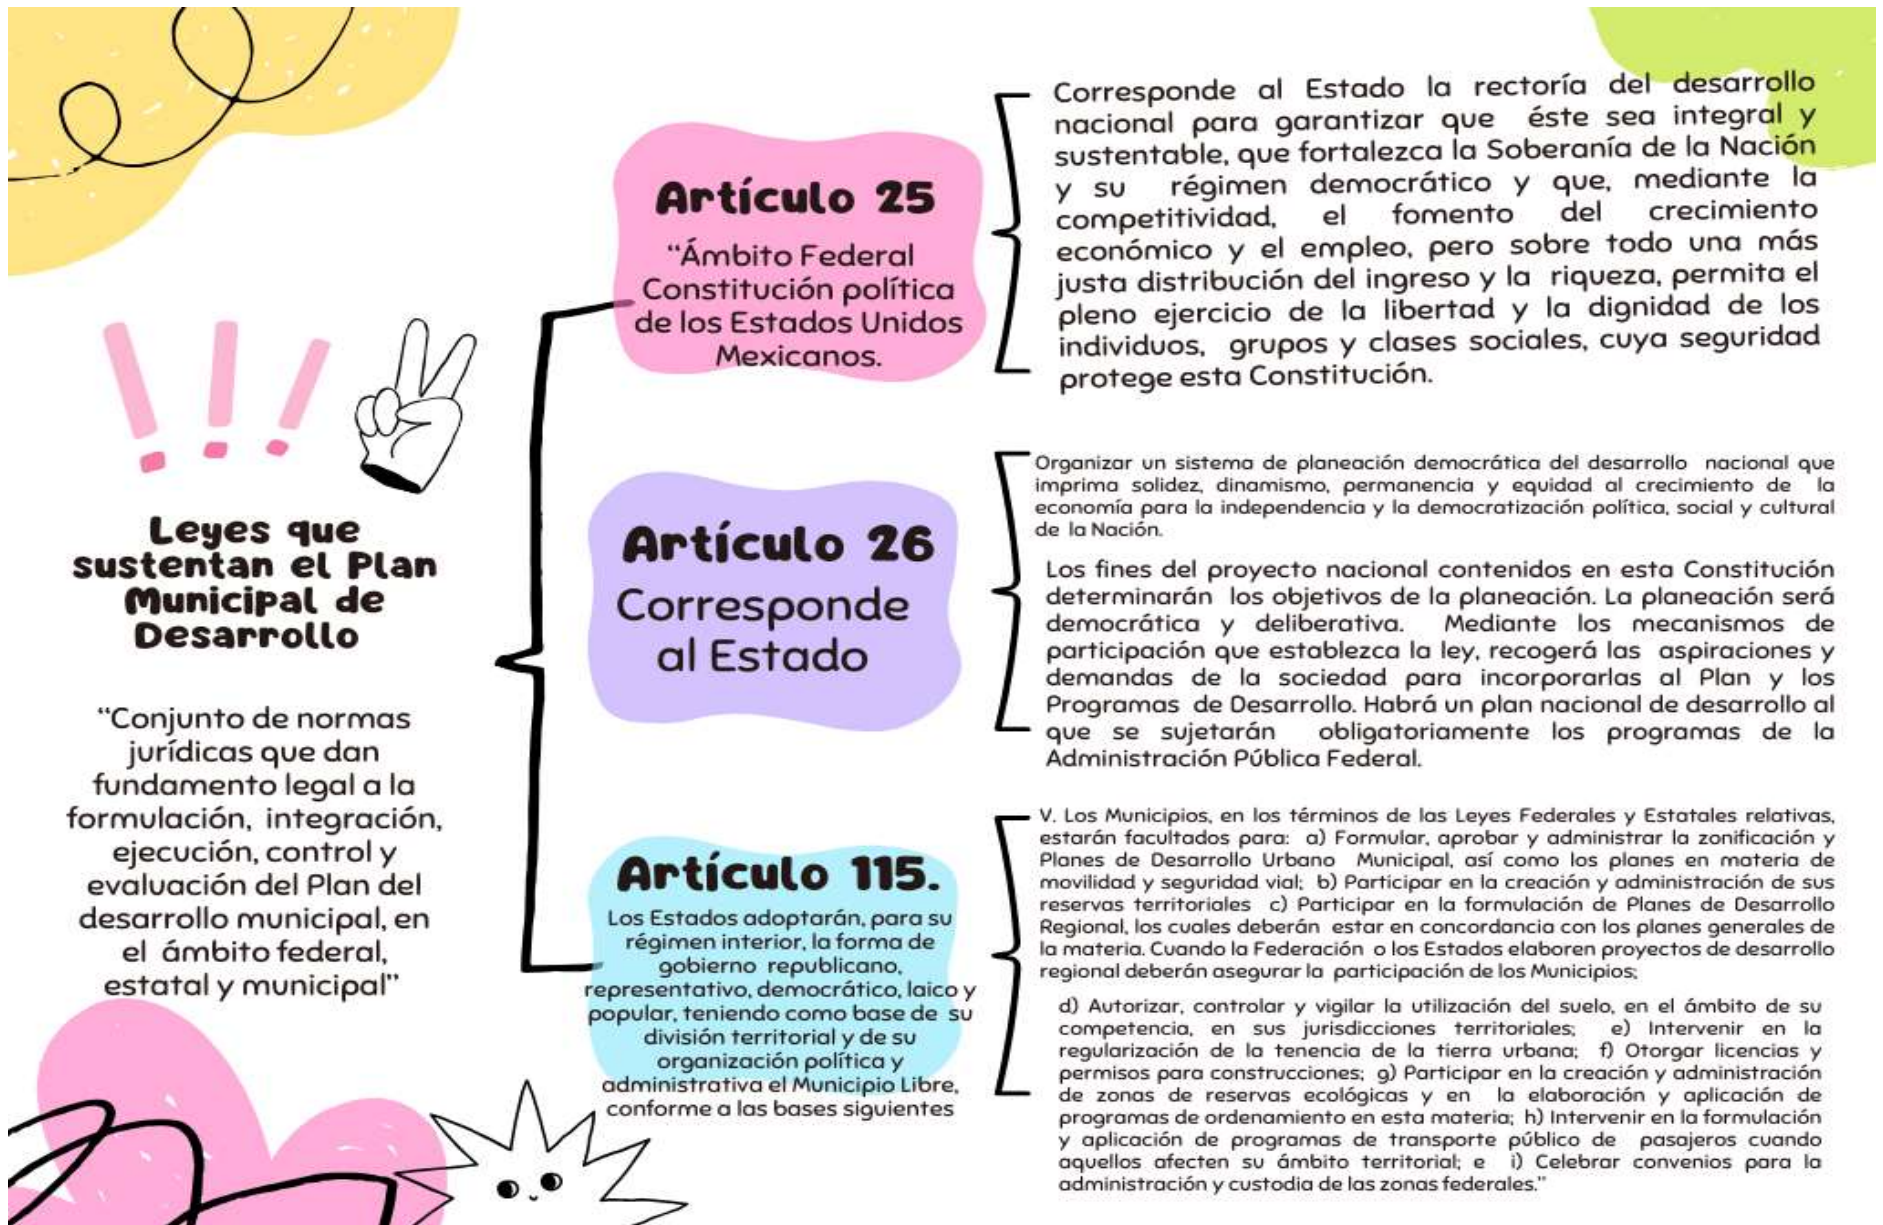 Leyes que
sustentan el Plan
Municipal de
Desarrollo
“Conjunto de normas
jurídicas que dan
fundamento legal a la
formulación, integración,
ejecución, control y
evaluación del Plan del
desarrollo municipal, en
el ámbito federal,
estatal y municipal”
Artículo 25
“Ámbito Federal
Constitución política
de los Estados Unidos
Mexicanos.
Corresponde al Estado la rectoría del desarrollo
nacional para garantizar que éste sea integral y
sustentable, que fortalezca la Soberanía de la Nación
y su régimen democrático y que, mediante la
competitividad, el fomento del crecimiento
económico y el empleo, pero sobre todo una más
justa distribución del ingreso y la riqueza, permita el
pleno ejercicio de la libertad y la dignidad de los
individuos, grupos y clases sociales, cuya seguridad
protege esta Constitución.
Artículo 26
Corresponde
al Estado
Organizar un sistema de planeación democrática del desarrollo nacional que
imprima solidez, dinamismo, permanencia y equidad al crecimiento de la
economía para la independencia y la democratización política, social y cultural
de la Nación.
Los fines del proyecto nacional contenidos en esta Constitución
determinarán los objetivos de la planeación. La planeación será
democrática y deliberativa. Mediante los mecanismos de
participación que establezca la ley, recogerá las aspiraciones y
demandas de la sociedad para incorporarlas al Plan y los
Programas de Desarrollo. Habrá un plan nacional de desarrollo al
que se sujetarán obligatoriamente los programas de la
Administración Pública Federal.
Artículo 115.
Los Estados adoptarán, para su
régimen interior, la forma de
gobierno republicano,
representativo, democrático, laico y
popular, teniendo como base de su
división territorial y de su
organización política y
administrativa el Municipio Libre,
conforme a las bases siguientes
V. Los Municipios, en los términos de las Leyes Federales y Estatales relativas,
estarán facultados para: a) Formular, aprobar y administrar la zonificación y
Planes de Desarrollo Urbano Municipal, así como los planes en materia de
movilidad y seguridad vial; b) Participar en la creación y administración de sus
reservas territoriales c) Participar en la formulación de Planes de Desarrollo
Regional, los cuales deberán estar en concordancia con los planes generales de
la materia. Cuando la Federación o los Estados elaboren proyectos de desarrollo
regional deberán asegurar la participación de los Municipios;
d) Autorizar, controlar y vigilar la utilización del suelo, en el ámbito de su
competencia, en sus jurisdicciones territoriales; e) Intervenir en la
regularización de la tenencia de la tierra urbana; f) Otorgar licencias y
permisos para construcciones; g) Participar en la creación y administración
de zonas de reservas ecológicas y en la elaboración y aplicación de
programas de ordenamiento en esta materia; h) Intervenir en la formulación
y aplicación de programas de transporte público de pasajeros cuando
aquellos afecten su ámbito territorial; e i) Celebrar convenios para la
administración y custodia de las zonas federales.”